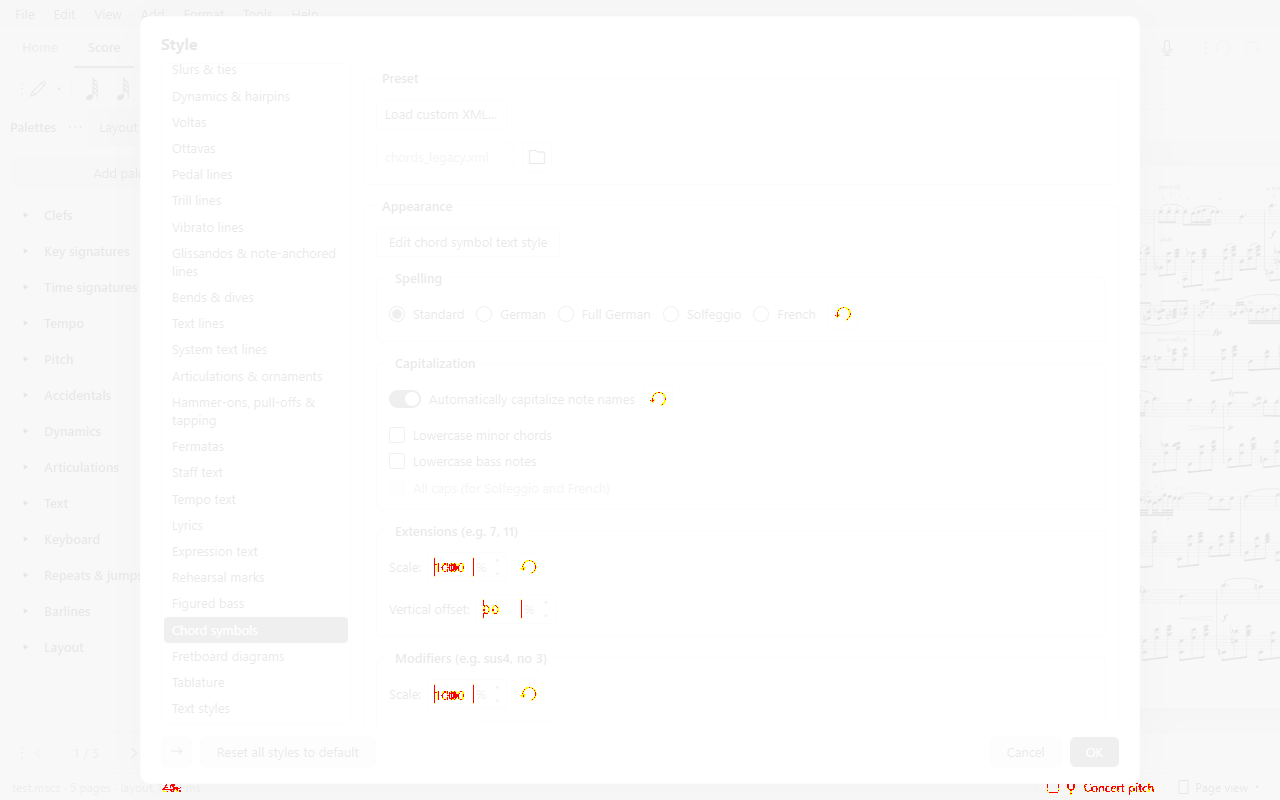 File Edit View Add Format Tools Help
Home Score
Palettes Layout
Clefs
Key signatures
Time signatures
Tempo
Pitch
Accidentals
Dynamics
Articulations
Text
Keyboard
Repeats & jumps
Barlines
Layout
1 / 5
Style
Slurs & ties
Dynamics & hairpins
Voltas
Ottavas
Pedal lines
Trill lines
Vibrato lines
Glissandos & note-anchored
lines
Bends & dives
Text lines
System text lines
Articulations & ornaments
Hammer-ons, pull-offs &
tapping
Fermatas
Staff text
Tempo text
Lyrics
Expression text
Rehearsal marks
Figured bass
Chord symbols
Fretboard diagrams
Tablature
Text styles
Preset
Load custom XML...
chords_legacy.xml
Appearance
Edit chord symbol text style
Spelling
Standard German Full German Solfeggio French
Capitalization
Automatically capitalize note names
Lowercase minor chords
Lowercase bass notes
All caps (for Solfeggio and French)
Extensions (e.g. 7, 11)
Scale: %
Vertical offset: %
Modifiers (e.g. sus4, no 3)
Scale: %
Reset all styles to default Cancel OK
5 pages Concert pitch Page view